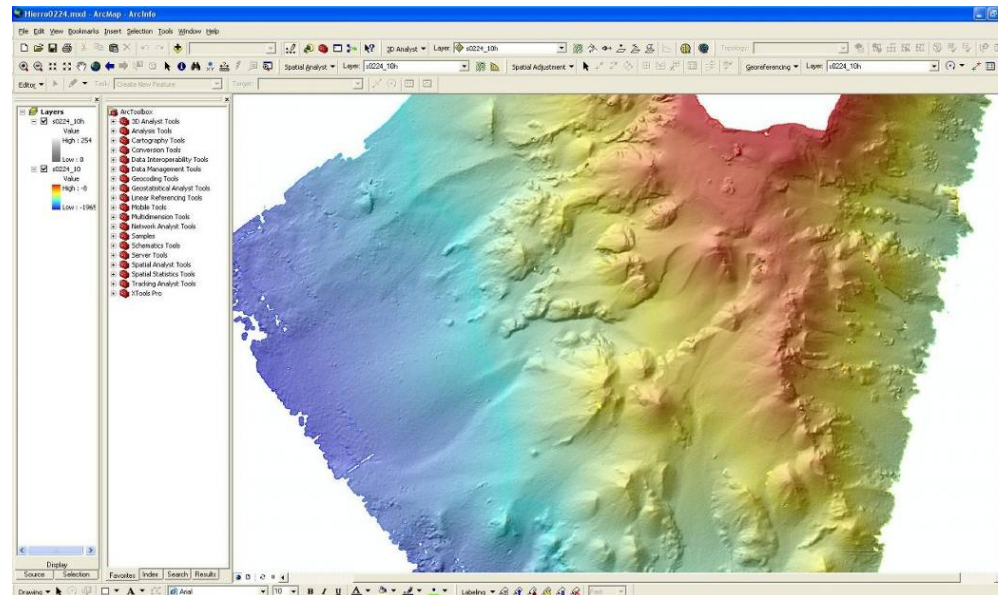 Hierro0224.mxd - ArcMap - ArcInfo
File Edit View Bookmarks Insert Selection Tools Window Help
3D Analyst Layer: s0224_10h Topology:
Spatial Analyst Layer: s0224_10h Spatial Adjustment Georeferencing Layer: s0224_10h
Editor Task: Create New Feature Target:
Layers
s0224_10h
Value
High : 254
Low : 0
s0224_10
Value
High : -8
Low : -1965
ArcToolbox
3D Analyst Tools
Analysis Tools
Cartography Tools
Conversion Tools
Data Interoperability Tools
Data Management Tools
Geocoding Tools
Geostatistical Analyst Tools
Linear Referencing Tools
Mobile Tools
Multidimension Tools
Network Analyst Tools
Samples
Schematics Tools
Server Tools
Spatial Analyst Tools
Spatial Statistics Tools
Tracking Analyst Tools
XTools Pro
Display
Source Selection
Favorites Index Search Results
Drawing A Arial 10 B I U A Labeling Fast